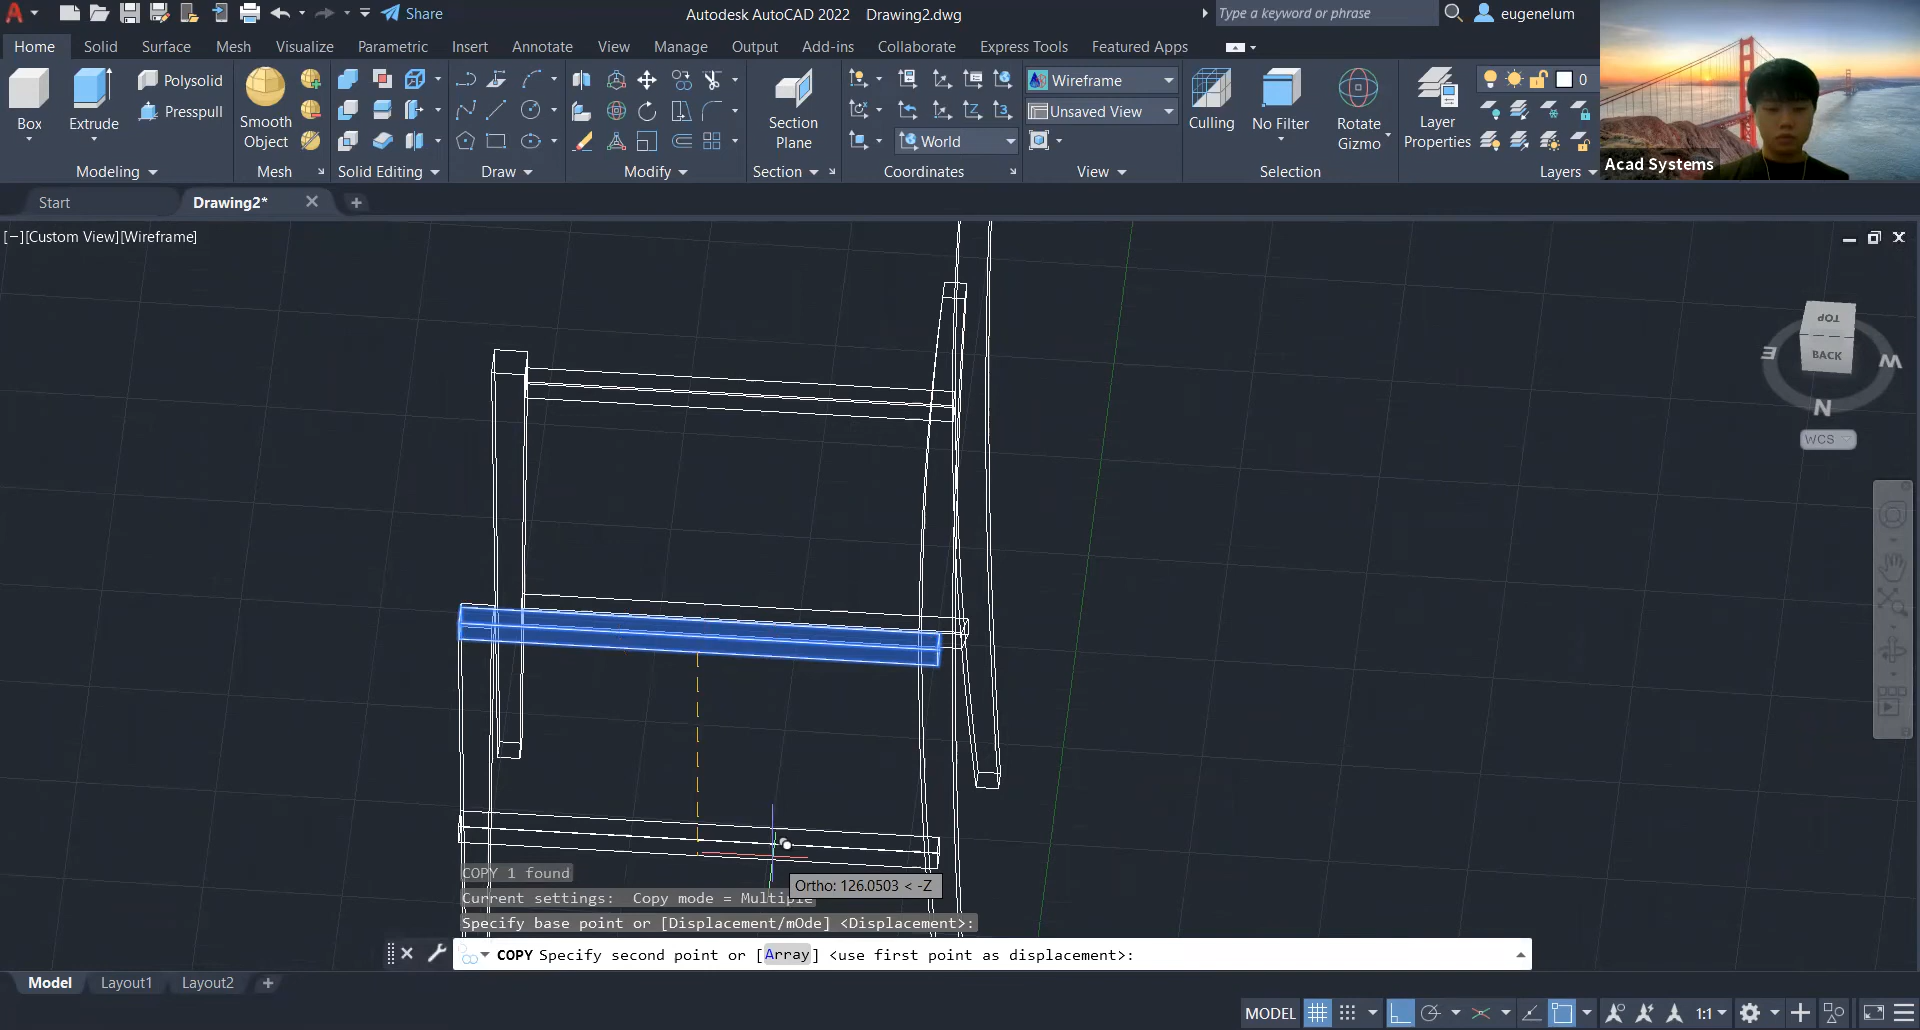 Share
Autodesk AutoCAD 2022 Drawing2.dwg
Type a keyword or phrase
eugenelum
Home Solid Surface Mesh Visualize Parametric Insert Annotate View Manage Output Add-ins Collaborate Express Tools Featured Apps
Box
Extrude
Polysolid
Presspull
Smooth
Object
Section
Plane
World
Wireframe
Unsaved View
Culling
No Filter
Rotate
Gizmo
Layer
Properties
0
Acad Systems
Modeling Mesh Solid Editing Draw Modify Section Coordinates View Selection Layers
Start Drawing2*
[−][Custom View][Wireframe]
TOP
BACK
E
W
N
WCS
COPY 1 found
Ortho: 126.0503 < -Z
Current settings:  Copy mode = Multiple
Specify base point or [Displacement/mOde] <Displacement>:
COPY Specify second point or [Array] <use first point as displacement>:
Model Layout1 Layout2
MODEL 1:1